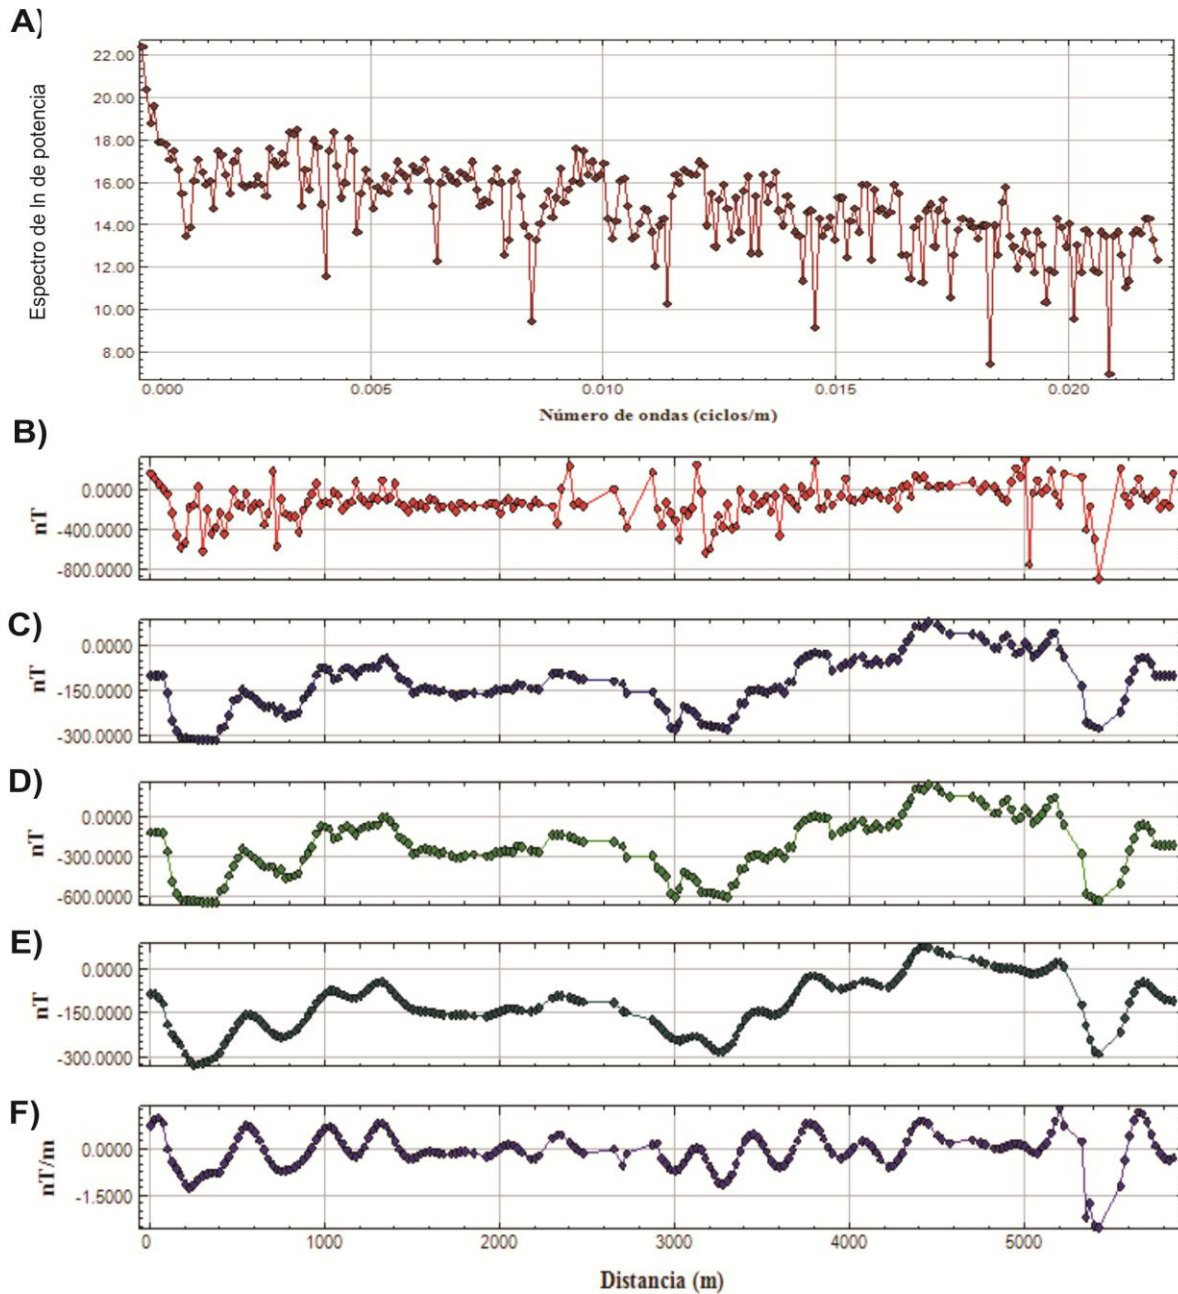 A)
Espectro de ln de potencia
22.00
20.00
18.00
16.00
14.00
12.00
10.00
8.00
0.000 0.005 0.010 0.015 0.020
Número de ondas (ciclos/m)
B)
nT
0.0000
-400.0000
-800.0000
C)
nT
0.0000
-150.0000
-300.0000
D)
nT
0.0000
-300.0000
-600.0000
E)
nT
0.0000
-150.0000
-300.0000
F)
nT/m
0.0000
-1.5000
0 1000 2000 3000 4000 5000
Distancia (m)